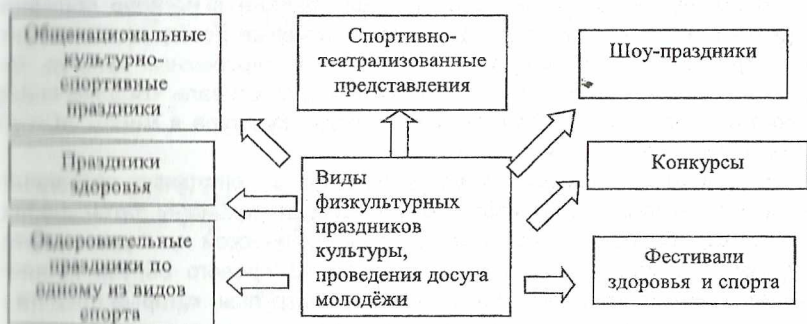 Общенациональные
культурно-
спортивные
праздники
Спортивно-
театрализованные
представления
Шоу-праздники
Праздники
здоровья
Виды
физкультурных
праздников
культуры,
проведения досуга
молодёжи
Конкурсы
Оздоровительные
праздники по
одному из видов
спорта
Фестивали
здоровья и спорта